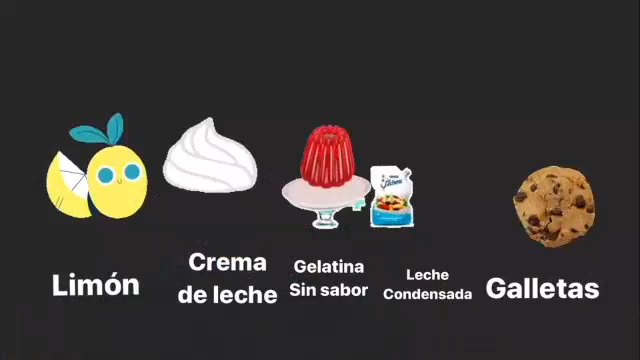 Limón
Crema
de leche
Gelatina
Sin sabor
Leche
Condensada
Galletas